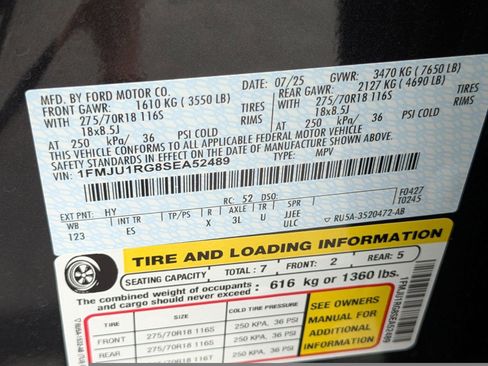 MFD. BY FORD MOTOR CO.
DATE: 07/25 GVWR: 3470 KG (7650 LB)
FRONT GAWR: 1610 KG (3550 LB) REAR GAWR: 2127 KG (4690 LB)
WITH 275/70R18 116S TIRES WITH 275/70R18 116S TIRES
18x8.5J RIMS 18x8.5J RIMS
AT 250 kPa/ 36 PSI COLD AT 250 kPa/ 36 PSI COLD
THIS VEHICLE CONFORMS TO ALL APPLICABLE FEDERAL MOTOR VEHICLE
SAFETY STANDARDS IN EFFECT ON THE DATE OF MANUFACTURE SHOWN ABOVE.
VIN: 1FMJU1RG8SEA52489
TYPE: MPV
F0427
T0245
EXT PNT: HY RC: 52 DSO:
WB INT TR TP/PS R AXLE TR
123 ES X 3L U JJEE
ULC ▽ RU5A-3520472-AB
TIRE AND LOADING INFORMATION
SEATING CAPACITY TOTAL: 7 FRONT: 2 REAR: 5
The combined weight of occupants and cargo should never exceed: 616 kg or 1360 lbs.
TIRE SIZE COLD TIRE PRESSURE
FRONT 275/70R18 116S 250 KPA, 36 PSI
REAR 275/70R18 116S 250 KPA, 36 PSI
275/70R18 116T
SEE OWNERS
MANUAL FOR
ADDITIONAL
INFORMATION
1FMJU1RG8SEA52489